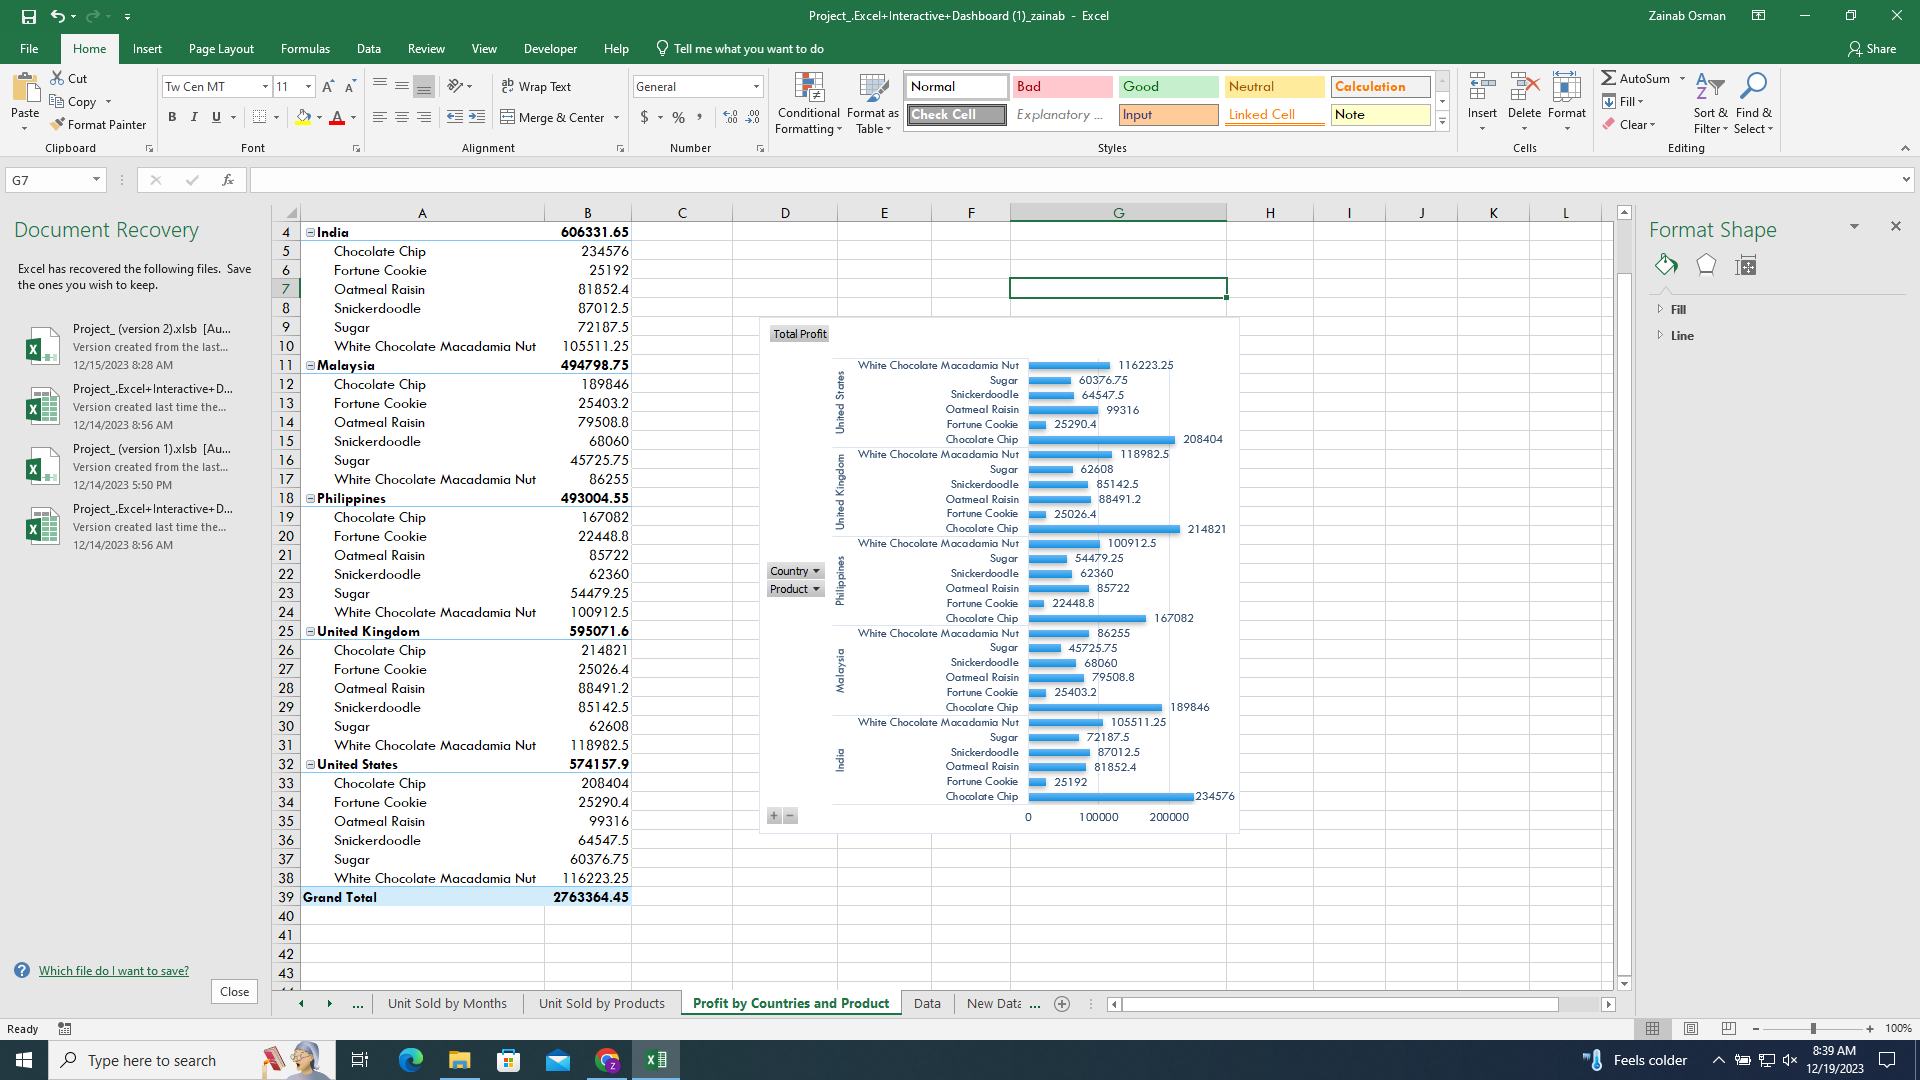 Project_.Excel+Interactive+Dashboard (1)_zainab - Excel
Zainab Osman
File Home Insert Page Layout Formulas Data Review View Developer Help Tell me what you want to do
Share
Paste
Cut
Copy
Format Painter
Clipboard
Tw Cen MT 11
B I U
Font
Wrap Text
Merge & Center
Alignment
General
$ % ,
Number
Conditional Formatting
Format as Table
Normal Bad Good Neutral Calculation
Check Cell Explanatory ... Input Linked Cell Note
Styles
Insert Delete Format
Cells
AutoSum
Fill
Clear
Sort & Filter
Find & Select
Editing
G7
fx
Document Recovery
Excel has recovered the following files. Save
the ones you wish to keep.
Project_ (version 2).xlsb [Au...
Version created from the last...
12/15/2023 8:28 AM
Project_.Excel+Interactive+D...
Version created last time the...
12/14/2023 8:56 AM
Project_ (version 1).xlsb [Au...
Version created from the last...
12/14/2023 5:50 PM
Project_.Excel+Interactive+D...
Version created last time the...
12/14/2023 8:56 AM
Which file do I want to save?
Close
A B C D E F G H I J K L
4 India 606331.65
5 Chocolate Chip 234576
6 Fortune Cookie 25192
7 Oatmeal Raisin 81852.4
8 Snickerdoodle 87012.5
9 Sugar 72187.5
10 White Chocolate Macadamia Nut 105511.25
11 Malaysia 494798.75
12 Chocolate Chip 189846
13 Fortune Cookie 25403.2
14 Oatmeal Raisin 79508.8
15 Snickerdoodle 68060
16 Sugar 45725.75
17 White Chocolate Macadamia Nut 86255
18 Philippines 493004.55
19 Chocolate Chip 167082
20 Fortune Cookie 22448.8
21 Oatmeal Raisin 85722
22 Snickerdoodle 62360
23 Sugar 54479.25
24 White Chocolate Macadamia Nut 100912.5
25 United Kingdom 595071.6
26 Chocolate Chip 214821
27 Fortune Cookie 25026.4
28 Oatmeal Raisin 88491.2
29 Snickerdoodle 85142.5
30 Sugar 62608
31 White Chocolate Macadamia Nut 118982.5
32 United States 574157.9
33 Chocolate Chip 208404
34 Fortune Cookie 25290.4
35 Oatmeal Raisin 99316
36 Snickerdoodle 64547.5
37 Sugar 60376.75
38 White Chocolate Macadamia Nut 116223.25
39 Grand Total 2763364.45
40
41
42
43
Total Profit
Country
Product
United States
White Chocolate Macadamia Nut 116223.25
Sugar 60376.75
Snickerdoodle 64547.5
Oatmeal Raisin 99316
Fortune Cookie 25290.4
Chocolate Chip 208404
United Kingdom
White Chocolate Macadamia Nut 118982.5
Sugar 62608
Snickerdoodle 85142.5
Oatmeal Raisin 88491.2
Fortune Cookie 25026.4
Chocolate Chip 214821
Philippines
White Chocolate Macadamia Nut 100912.5
Sugar 54479.25
Snickerdoodle 62360
Oatmeal Raisin 85722
Fortune Cookie 22448.8
Chocolate Chip 167082
Malaysia
White Chocolate Macadamia Nut 86255
Sugar 45725.75
Snickerdoodle 68060
Oatmeal Raisin 79508.8
Fortune Cookie 25403.2
Chocolate Chip 189846
India
White Chocolate Macadamia Nut 105511.25
Sugar 72187.5
Snickerdoodle 87012.5
Oatmeal Raisin 81852.4
Fortune Cookie 25192
Chocolate Chip 234576
0 100000 200000
Format Shape
Fill
Line
... Unit Sold by Months Unit Sold by Products Profit by Countries and Product Data New Data ...
Ready
100%
Type here to search
Feels colder
8:39 AM
12/19/2023